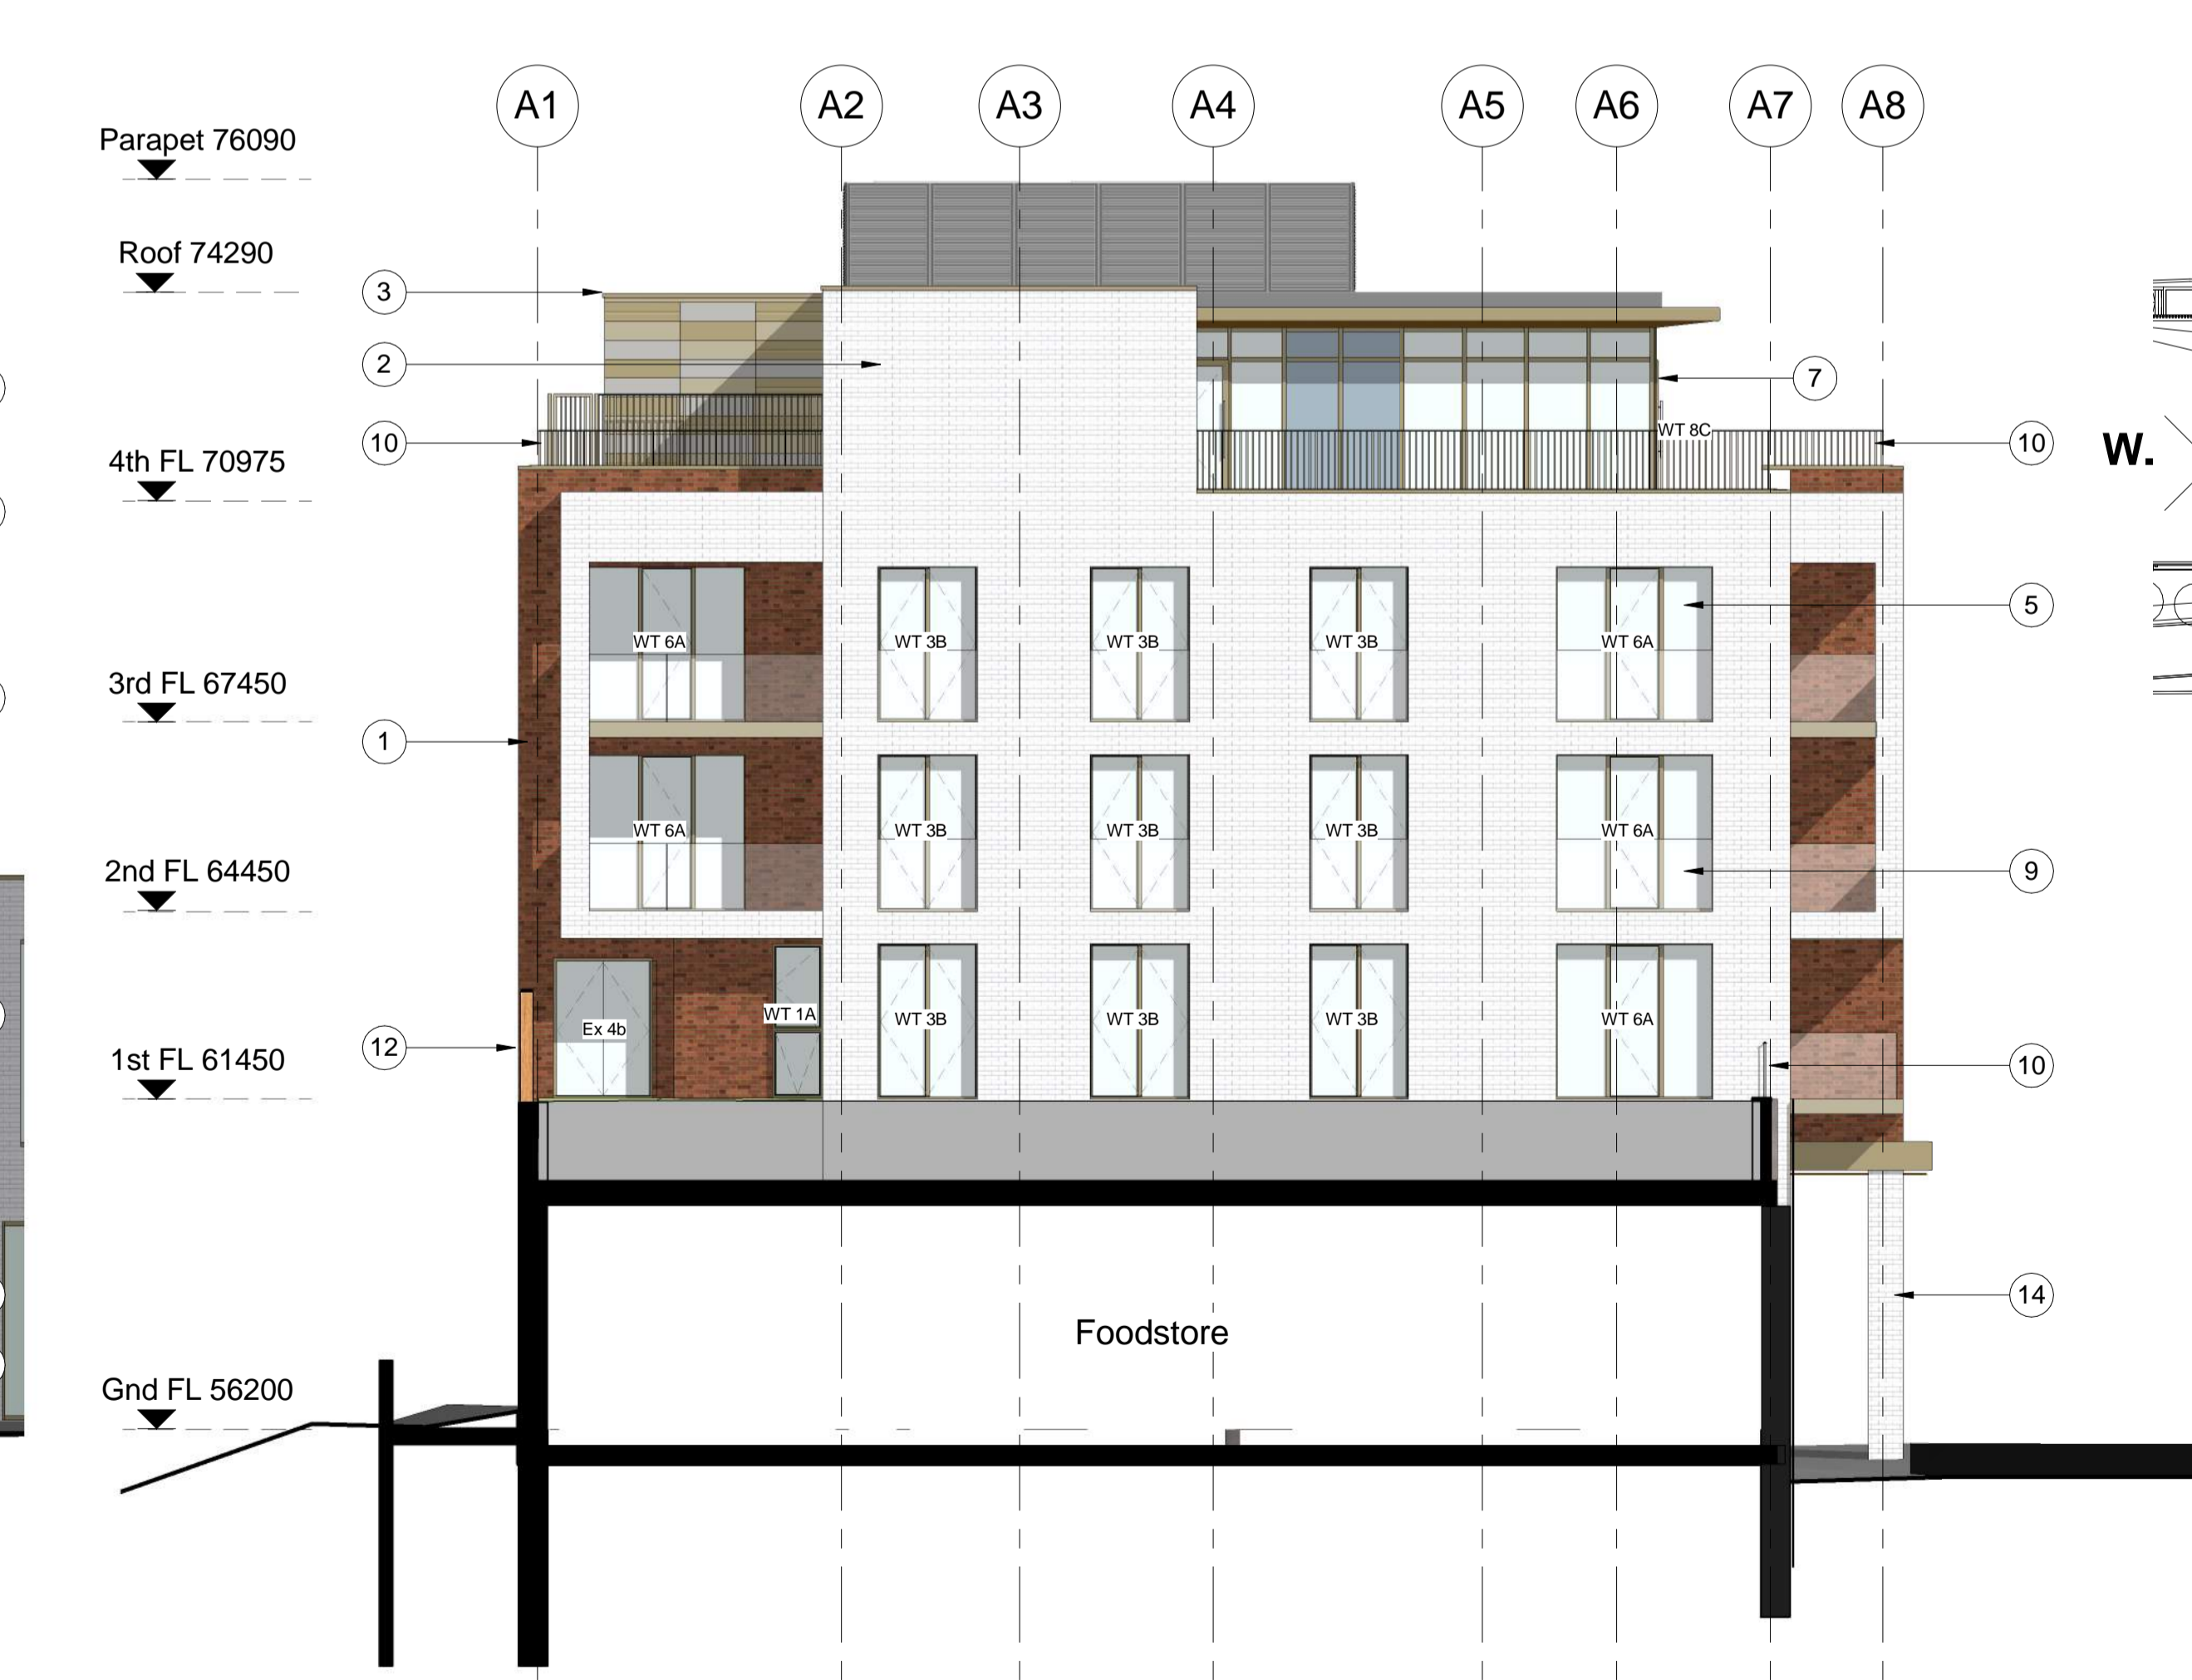 A1 A2 A3 A4 A5 A6 A7 A8
Parapet 76090
Roof 74290
3
2
7
10 WT 8C 10
W.
4th FL 70975
5
WT 6A WT 3B WT 3B WT 3B WT 6A
3rd FL 67450
1
WT 6A WT 3B WT 3B WT 3B WT 6A
2nd FL 64450
9
WT 1A
Ex 4b WT 3B WT 3B WT 3B WT 6A
12
1st FL 61450
10
14
Foodstore
Gnd FL 56200